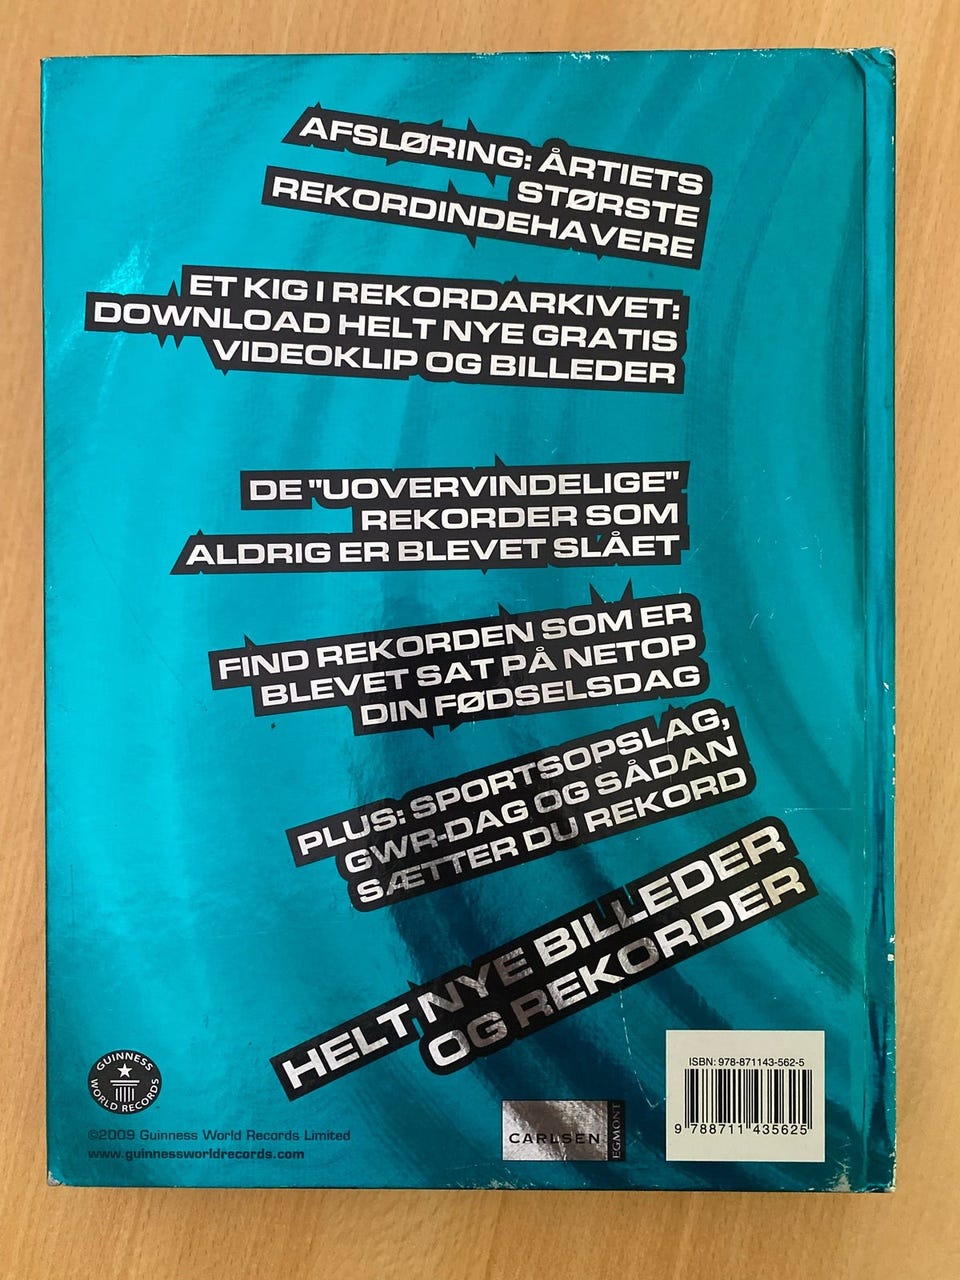 AFSLØRING: ÅRTIETS
STØRSTE
REKORDINDEHAVERE
ET KIG I REKORDARKIVET:
DOWNLOAD HELT NYE GRATIS
VIDEOKLIP OG BILLEDER
DE "UOVERVINDELIGE"
REKORDER SOM
ALDRIG ER BLEVET SLÅET
FIND REKORDEN SOM ER
BLEVET SAT PÅ NETOP
DIN FØDSELSDAG
PLUS: SPORTSOPSLAG,
GWR-DAG OG SÅDAN
SÆTTER DU REKORD
HELT NYE BILLEDER
OG REKORDER
GUINNESS
WORLD RECORDS
©2009 Guinness World Records Limited
www.guinnessworldrecords.com
CARLSEN
EGMONT
ISBN: 978-871143-562-5
9 788711 435625